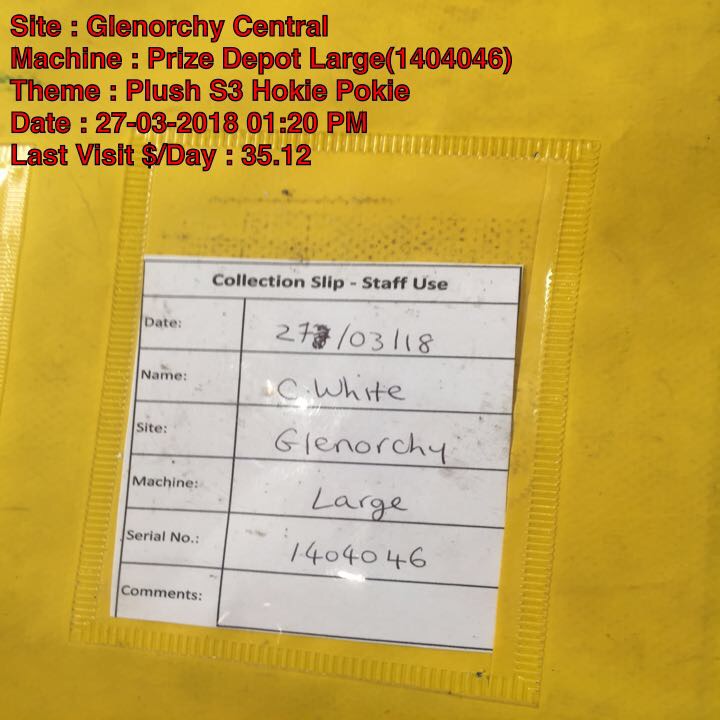 Site : Glenorchy Central
Machine : Prize Depot Large(1404046)
Theme : Plush S3 Hokie Pokie
Date : 27-03-2018 01:20 PM
Last Visit $/Day : 35.12
Collection Slip - Staff Use
Date: 27/03/18
Name: C.White
Site: Glenorchy
Machine: Large
Serial No.: 1404046
Comments: